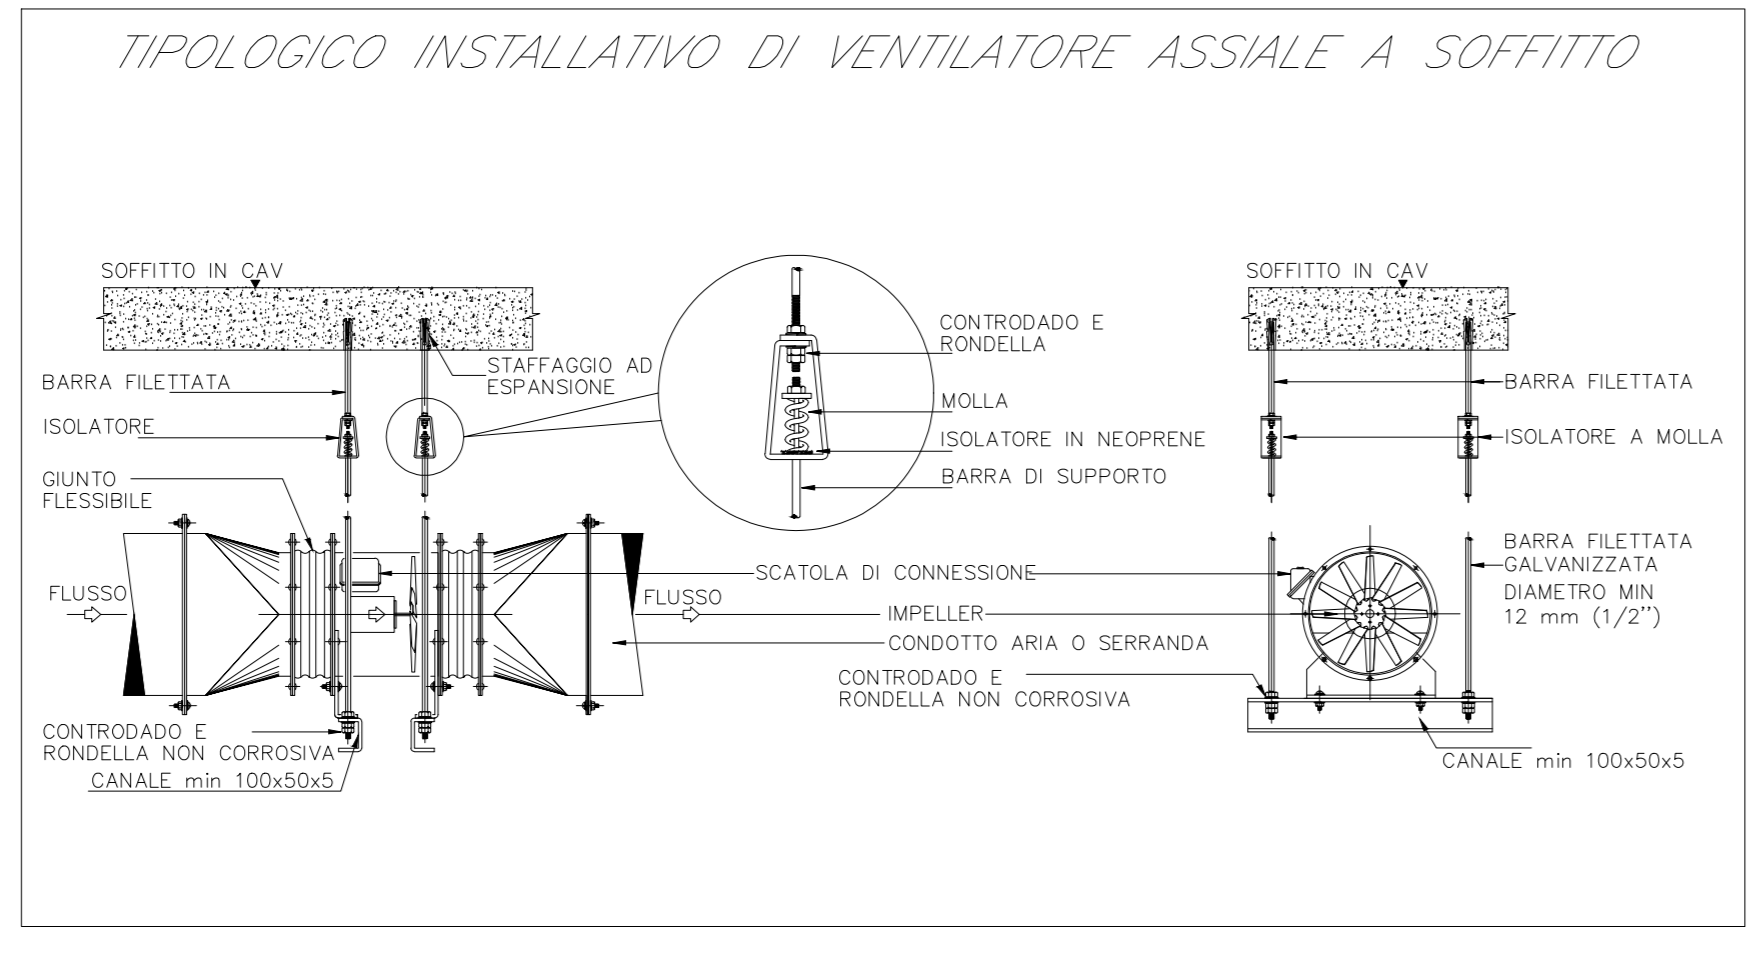 TIPOLOGICO INSTALLATIVO DI VENTILATORE ASSIALE A SOFFITTO
SOFFITTO IN CAV
STAFFAGGIO AD
ESPANSIONE
BARRA FILETTATA
ISOLATORE
GIUNTO
FLESSIBILE
FLUSSO
FLUSSO
CONTRODADO E
RONDELLA NON CORROSIVA
CANALE min 100x50x5
CONTRODADO E
RONDELLA
MOLLA
ISOLATORE IN NEOPRENE
BARRA DI SUPPORTO
SCATOLA DI CONNESSIONE
IMPELLER
CONDOTTO ARIA O SERRANDA
CONTRODADO E
RONDELLA NON CORROSIVA
SOFFITTO IN CAV
BARRA FILETTATA
ISOLATORE A MOLLA
BARRA FILETTATA
GALVANIZZATA
DIAMETRO MIN
12 mm (1/2")
CANALE min 100x50x5